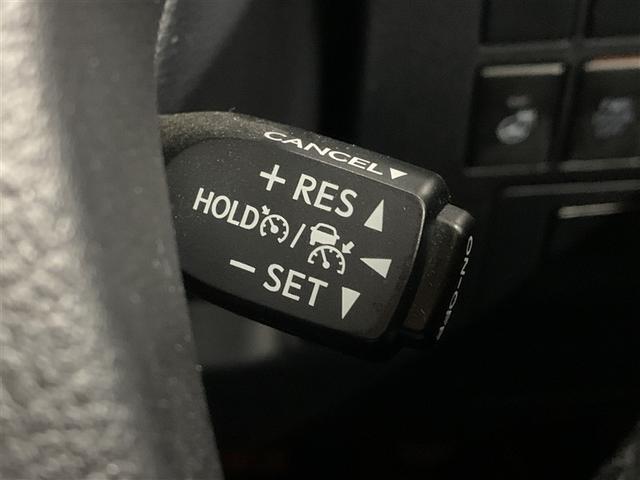 CANCEL▼
+ RES ▲
HOLD / ◀
− SET ▼
ON-OFF